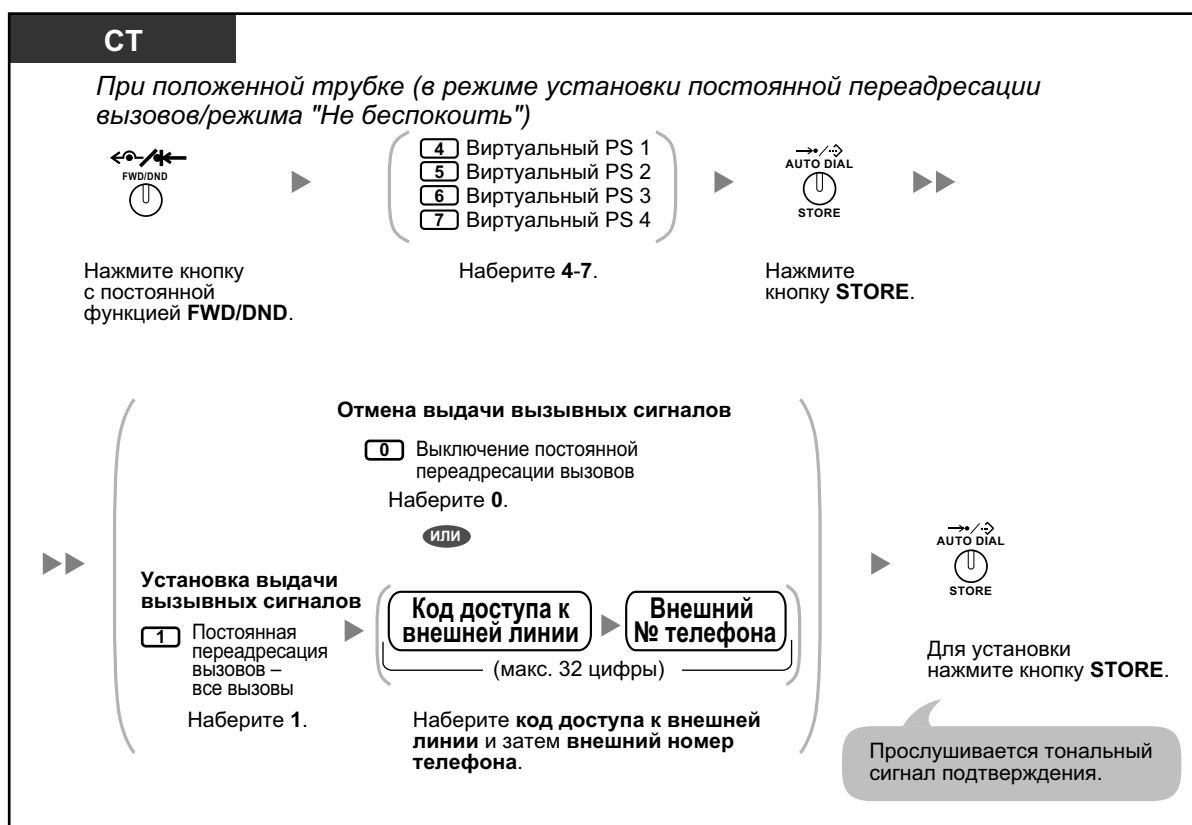 СТ
При положенной трубке (в режиме установки постоянной переадресации
вызовов/режима "Не беспокоить")
FWD/DND
4 Виртуальный PS 1
5 Виртуальный PS 2
6 Виртуальный PS 3
7 Виртуальный PS 4
AUTO DIAL
STORE
Нажмите кнопку
с постоянной
функцией FWD/DND.
Наберите 4-7.
Нажмите
кнопку STORE.
Отмена выдачи вызывных сигналов
0 Выключение постоянной
переадресации вызовов
Наберите 0.
или
Установка выдачи
вызывных сигналов
1 Постоянная
переадресация
вызовов –
все вызовы
Наберите 1.
Код доступа к
внешней линии
Внешний
№ телефона
(макс. 32 цифры)
Наберите код доступа к внешней
линии и затем внешний номер
телефона.
AUTO DIAL
STORE
Для установки
нажмите кнопку STORE.
Прослушивается тональный
сигнал подтверждения.